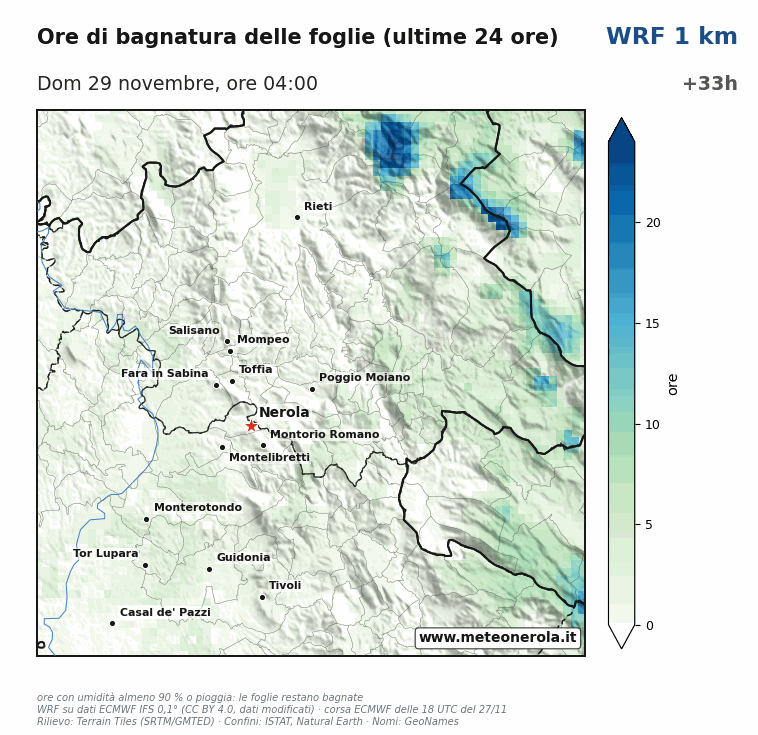 Ore di bagnatura delle foglie (ultime 24 ore)
WRF 1 km
Dom 29 novembre, ore 04:00
+33h
Rieti
Salisano
Mompeo
Fara in Sabina
Toffia
Poggio Moiano
Nerola
Montorio Romano
Montelibretti
Monterotondo
Tor Lupara
Guidonia
Tivoli
Casal de' Pazzi
www.meteonerola.it
20
15
10
5
0
ore
ore con umidità almeno 90 % o pioggia: le foglie restano bagnate
WRF su dati ECMWF IFS 0,1° (CC BY 4.0, dati modificati) · corsa ECMWF delle 18 UTC del 27/11
Rilievo: Terrain Tiles (SRTM/GMTED) · Confini: ISTAT, Natural Earth · Nomi: GeoNames